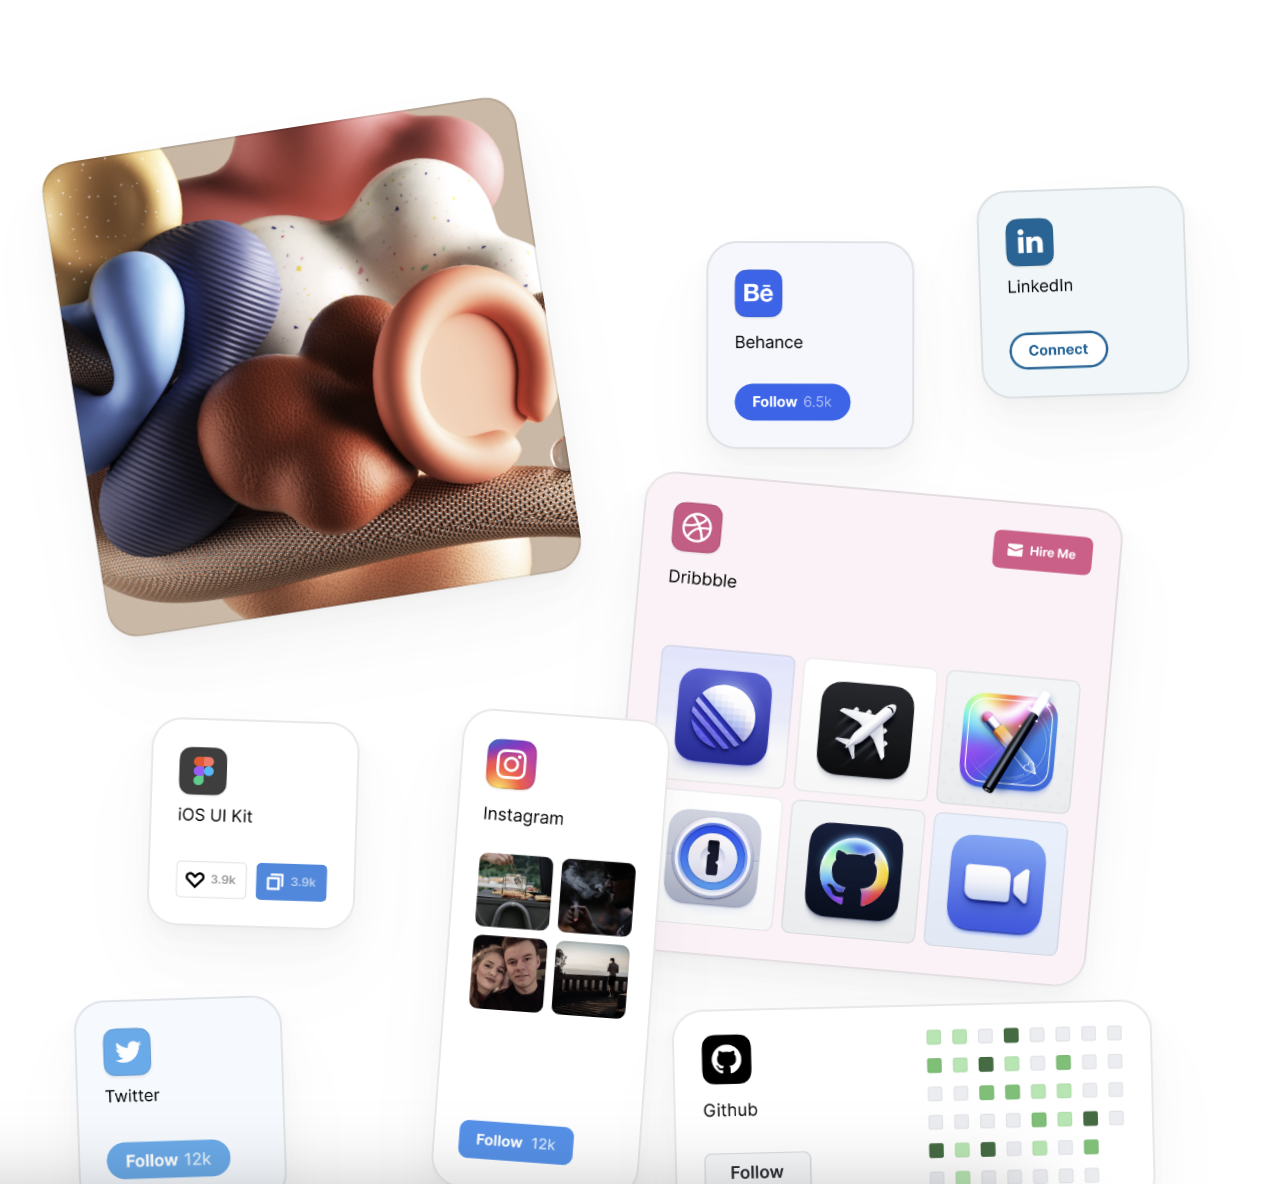 in
LinkedIn
Connect
Bē
Behance
Follow 6.5k
Dribbble
Hire Me
iOS UI Kit
3.9k
3.9k
Instagram
Follow 12k
Twitter
Follow 12k
Github
Follow